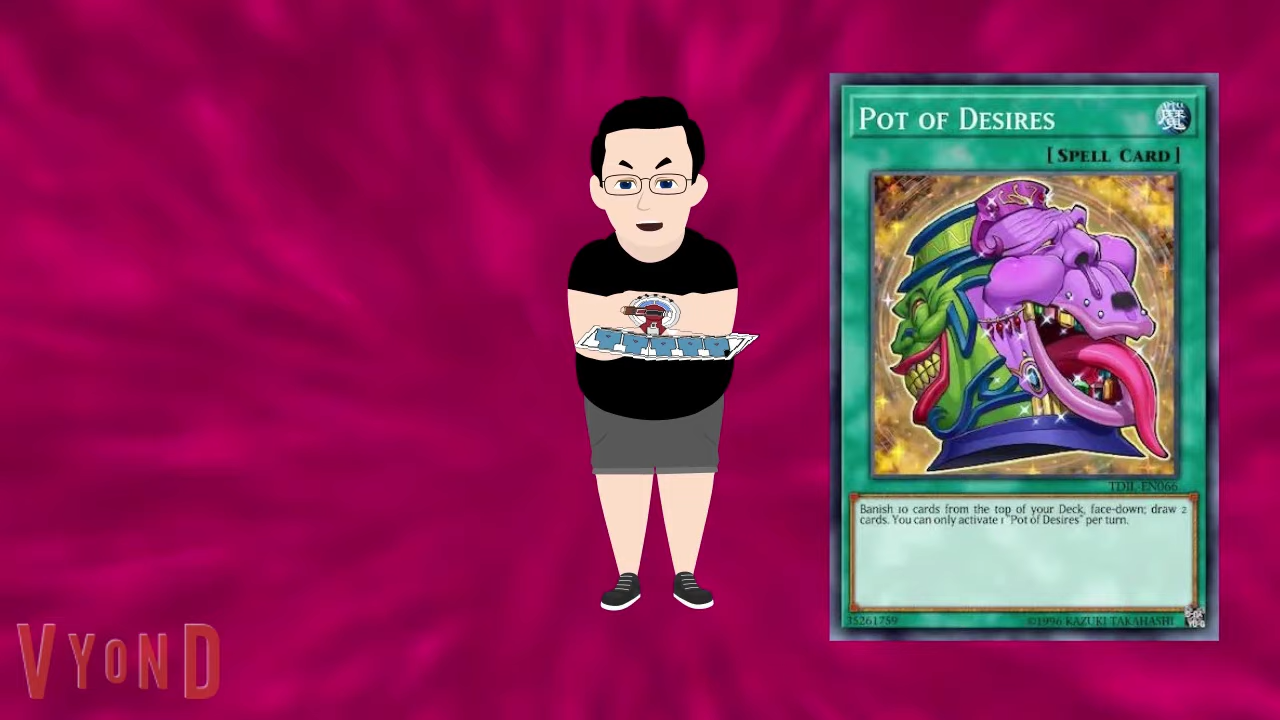 POT OF DESIRES
[ SPELL CARD ]
TDIL-EN066
Banish 10 cards from the top of your Deck, face-down; draw 2
cards. You can only activate 1 "Pot of Desires" per turn.
35261759
©1996 KAZUKI TAKAHASHI
VYOND